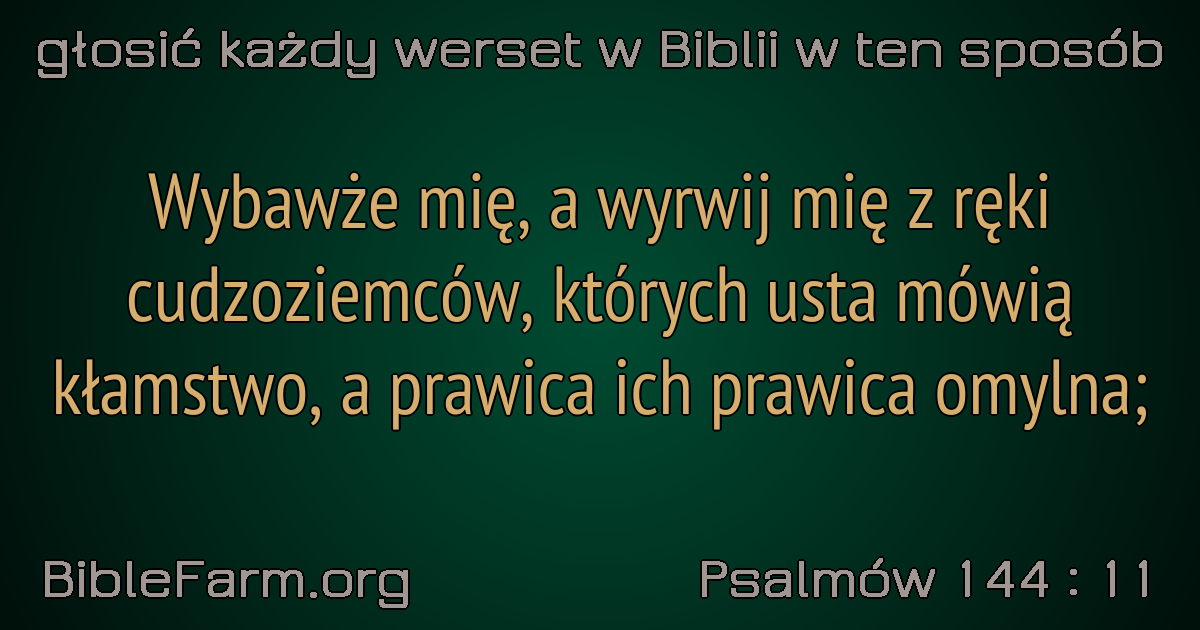 głosić każdy werset w Biblii w ten sposób
Wybawże mię, a wyrwij mię z ręki
cudzoziemców, których usta mówią
kłamstwo, a prawica ich prawica omylna;
BibleFarm.org
Psalmów 144 : 11